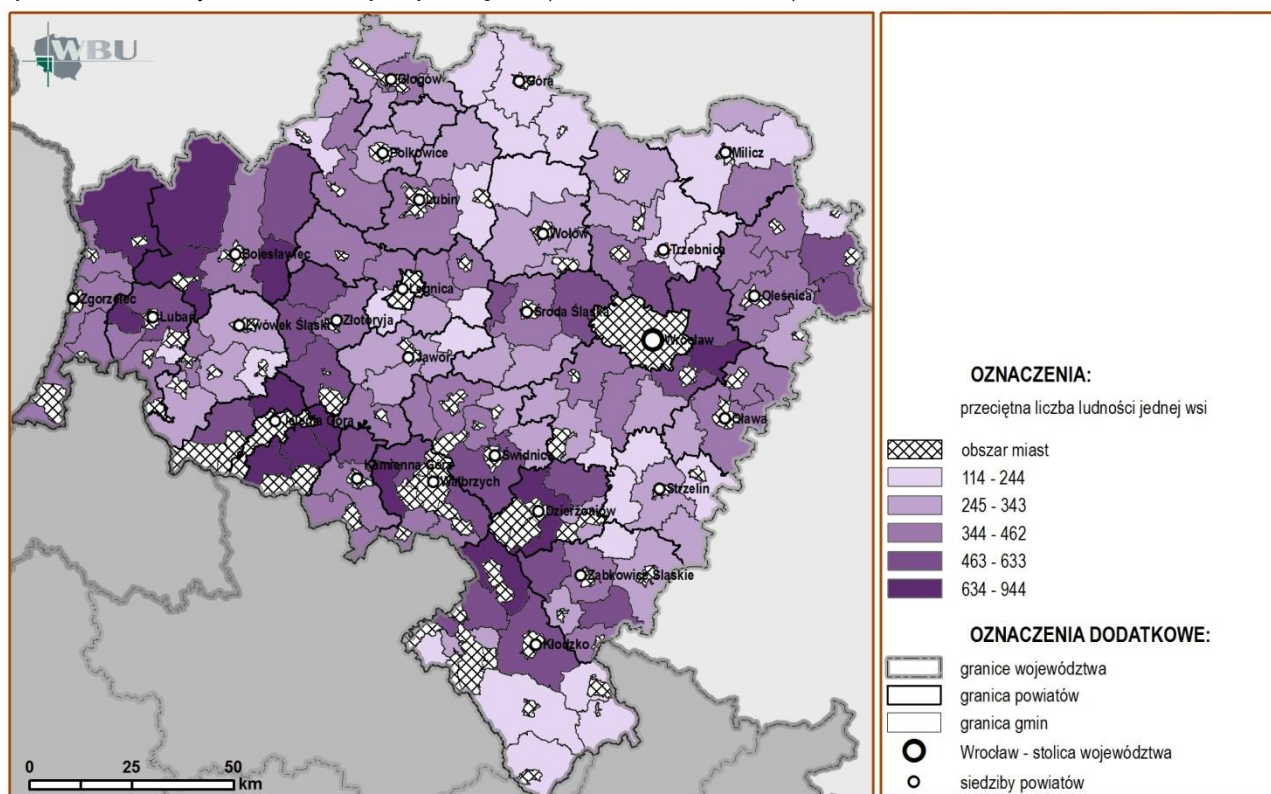 WBU
Głogów
Góra
Polkowice
Milicz
Lubin
Wołów
Trzebnica
Bolesławiec
Legnica
Oleśnica
Zgorzelec
Lubań
Lwówek Śląski
Złotoryja
Środa Śląska
Wrocław
Jawor
Jelenia Góra
Oława
Kamienna Góra
Świdnica
Wałbrzych
Strzelin
Dzierżoniów
Ząbkowice Śląskie
Kłodzko
0 25 50
km
OZNACZENIA:
przeciętna liczba ludności jednej wsi
obszar miast
114 - 244
245 - 343
344 - 462
463 - 633
634 - 944
OZNACZENIA DODATKOWE:
granice województwa
granica powiatów
granica gmin
Wrocław - stolica województwa
siedziby powiatów